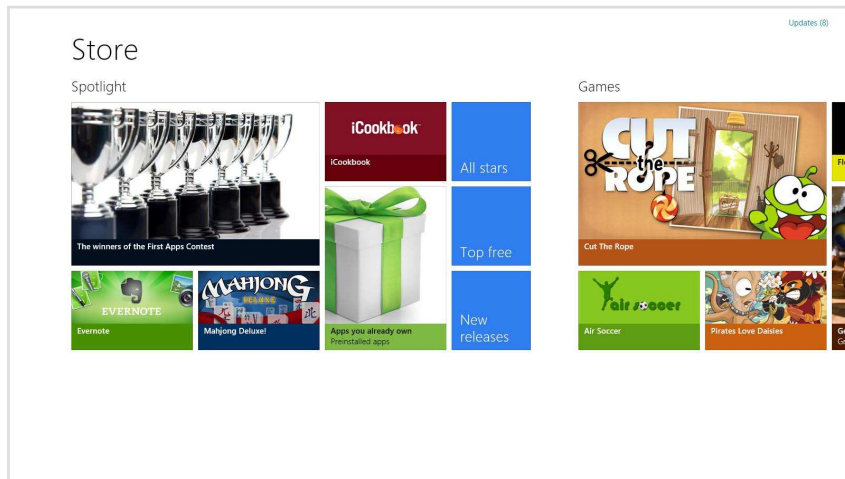 Updates (8)
Store
Spotlight
The winners of the First Apps Contest
iCookbook
iCookbook
All stars
Top free
New
releases
EVERNOTE
Evernote
MAHJONG
DELUXE
Mahjong Deluxe!
Apps you already own
Preinstalled apps
Games
CUT
the
ROPE
Cut The Rope
air soccer
Air Soccer
Pirates Love Daisies